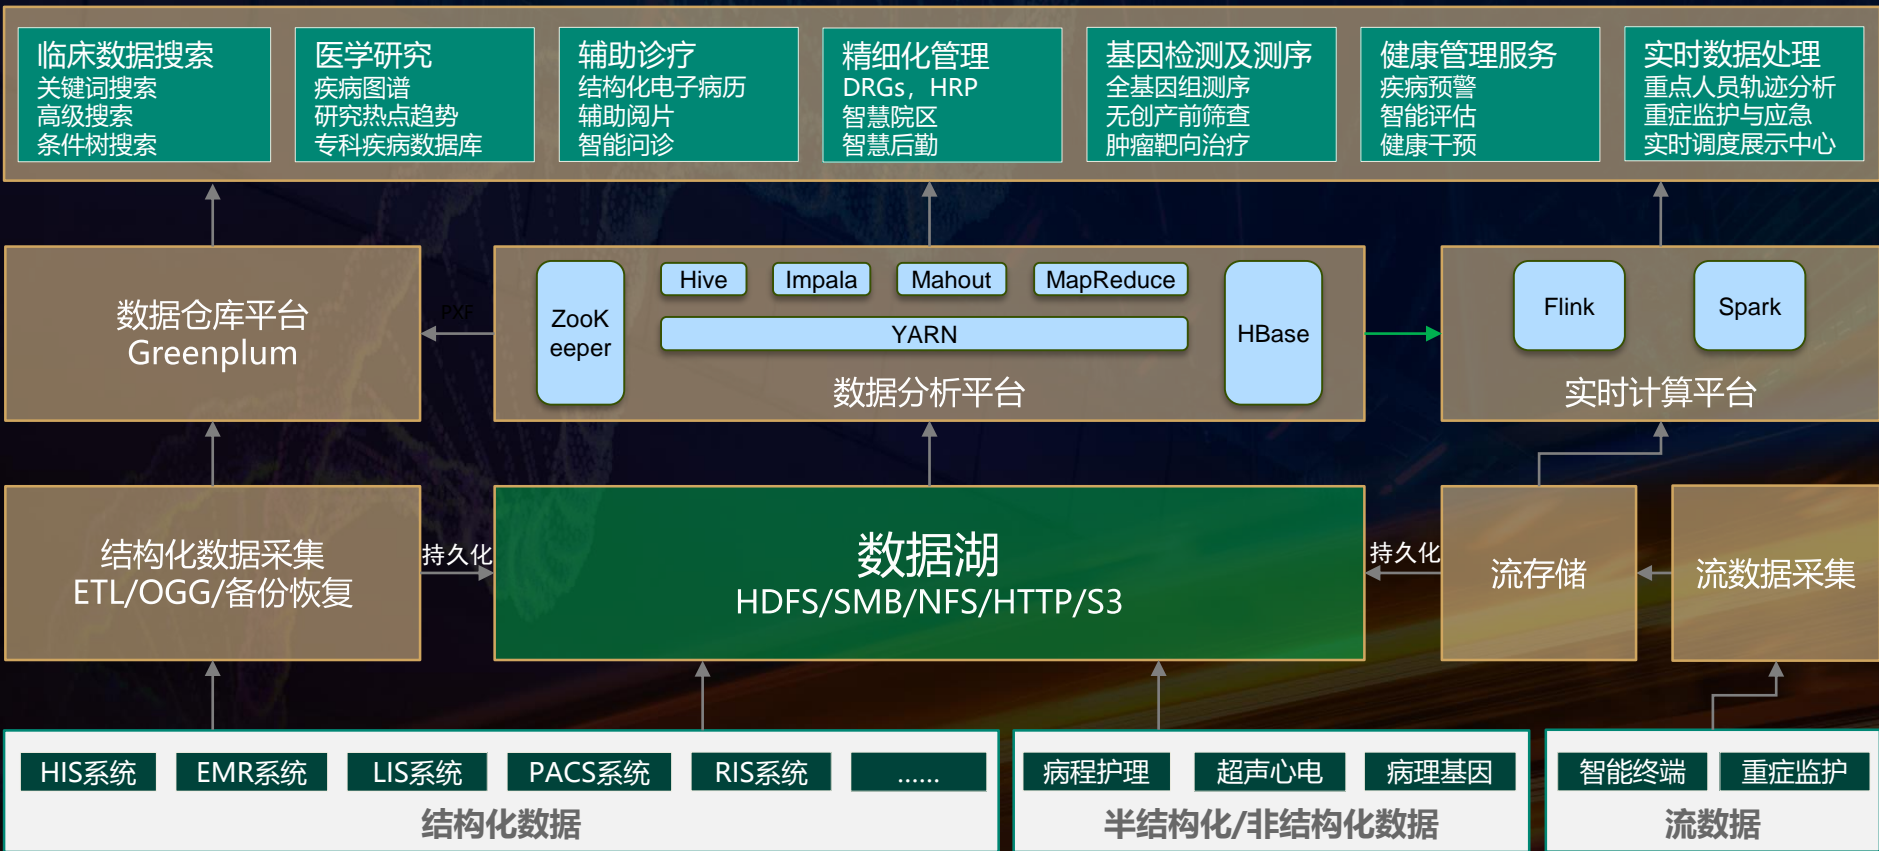 临床数据搜索
关键词搜索
高级搜索
条件树搜索
医学研究
疾病图谱
研究热点趋势
专科疾病数据库
辅助诊疗
结构化电子病历
辅助阅片
智能问诊
精细化管理
DRGs，HRP
智慧院区
智慧后勤
基因检测及测序
全基因组测序
无创产前筛查
肿瘤靶向治疗
健康管理服务
疾病预警
智能评估
健康干预
实时数据处理
重点人员轨迹分析
重症监护与应急
实时调度展示中心
数据仓库平台
Greenplum
PXF
ZooK
eeper
Hive
Impala
Mahout
MapReduce
YARN
HBase
数据分析平台
Flink
Spark
实时计算平台
结构化数据采集
ETL/OGG/备份恢复
持久化
数据湖
HDFS/SMB/NFS/HTTP/S3
持久化
流存储
流数据采集
HIS系统
EMR系统
LIS系统
PACS系统
RIS系统
......
结构化数据
病程护理
超声心电
病理基因
半结构化/非结构化数据
智能终端
重症监护
流数据